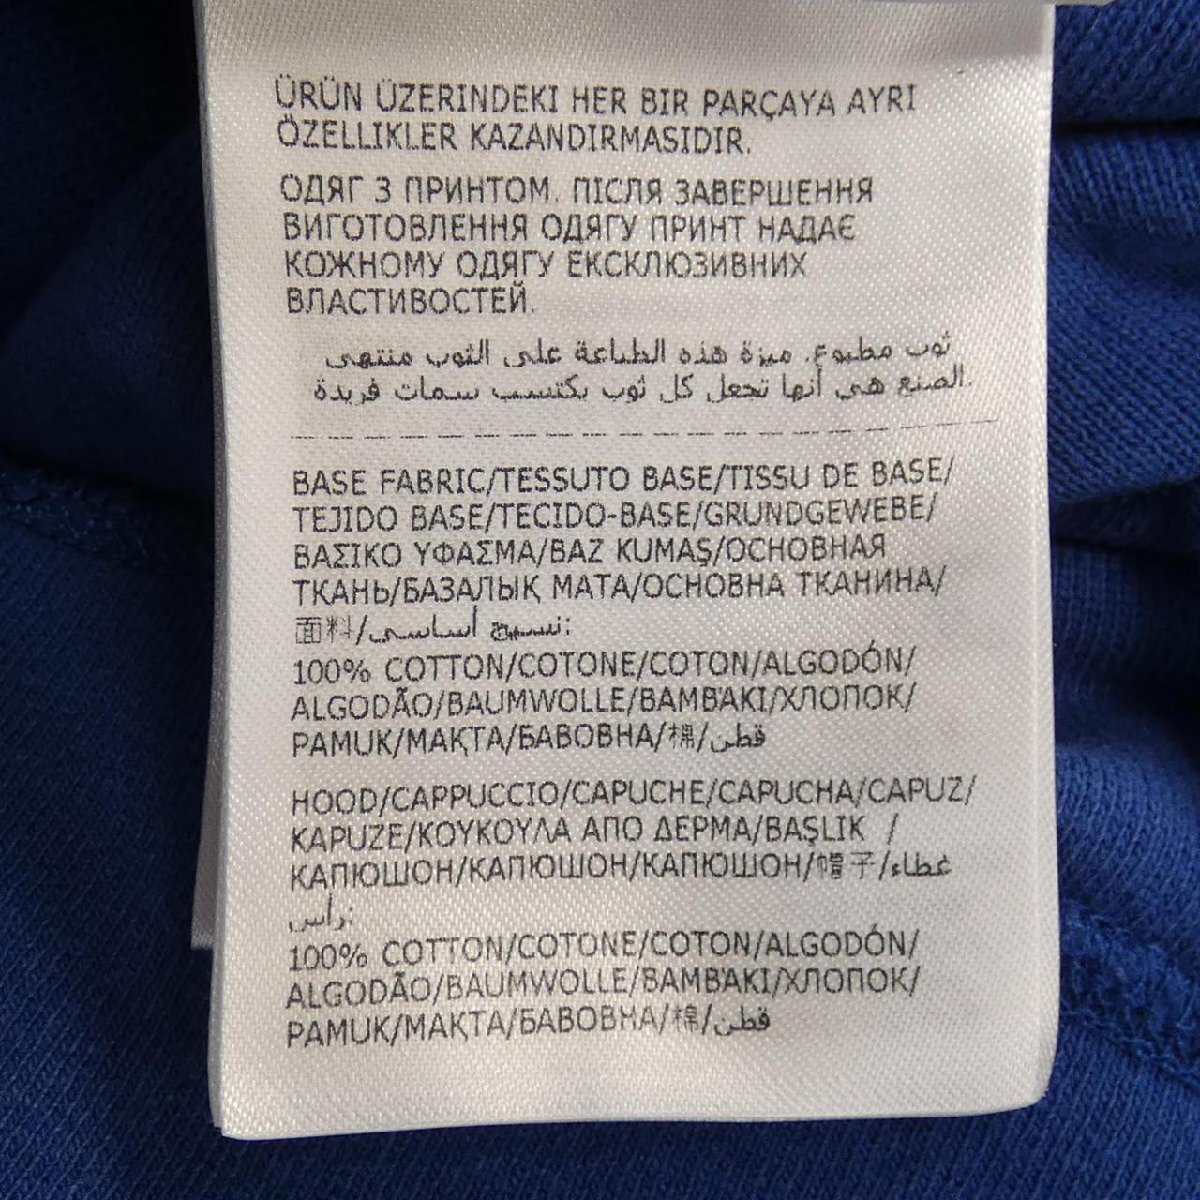 ÜRÜN ÜZERINDEKI HER BIR PARÇAYA AYRI
ÖZELLIKLER KAZANDIRMASIDIR.
ОДЯГ З ПРИНТОМ. ПІСЛЯ ЗАВЕРШЕННЯ
ВИГОТОВЛЕННЯ ОДЯГУ ПРИНТ НАДАЄ
КОЖНОМУ ОДЯГУ ЕКСКЛЮЗИВНИХ
ВЛАСТИВОСТЕЙ.
ثوب مطبوع. ميزة هذه الطباعة على الثوب منتهى
الصنع هي أنها تجعل كل ثوب يكتسب سمات فريدة.
BASE FABRIC/TESSUTO BASE/TISSU DE BASE/
TEJIDO BASE/TECIDO-BASE/GRUNDGEWEBE/
ΒΑΣΙΚΟ ΥΦΑΣΜΑ/BAZ KUMAŞ/ОСНОВНАЯ
ТКАНЬ/БАЗАЛЫҚ МАТА/ОСНОВНА ТКАНИНА/
面料/نسيج أساسي:
100% COTTON/COTONE/COTON/ALGODÓN/
ALGODÃO/BAUMWOLLE/ΒΑΜΒΆΚΙ/ХЛОПОК/
PAMUK/МАҚТА/БАВОВНА/棉/قطن
HOOD/CAPPUCCIO/CAPUCHE/CAPUCHA/CAPUZ/
KAPUZE/ΚΟΥΚΟΥΛΑ ΑΠΟ ΔΕΡΜΑ/BAŞLIK /
КАПЮШОН/КАПЮШОН/КАПЮШОН/帽子/غطاء
رأس:
100% COTTON/COTONE/COTON/ALGODÓN/
ALGODÃO/BAUMWOLLE/ΒΑΜΒΆΚΙ/ХЛОПОК/
PAMUK/МАҚТА/БАВОВНА/棉/قطن